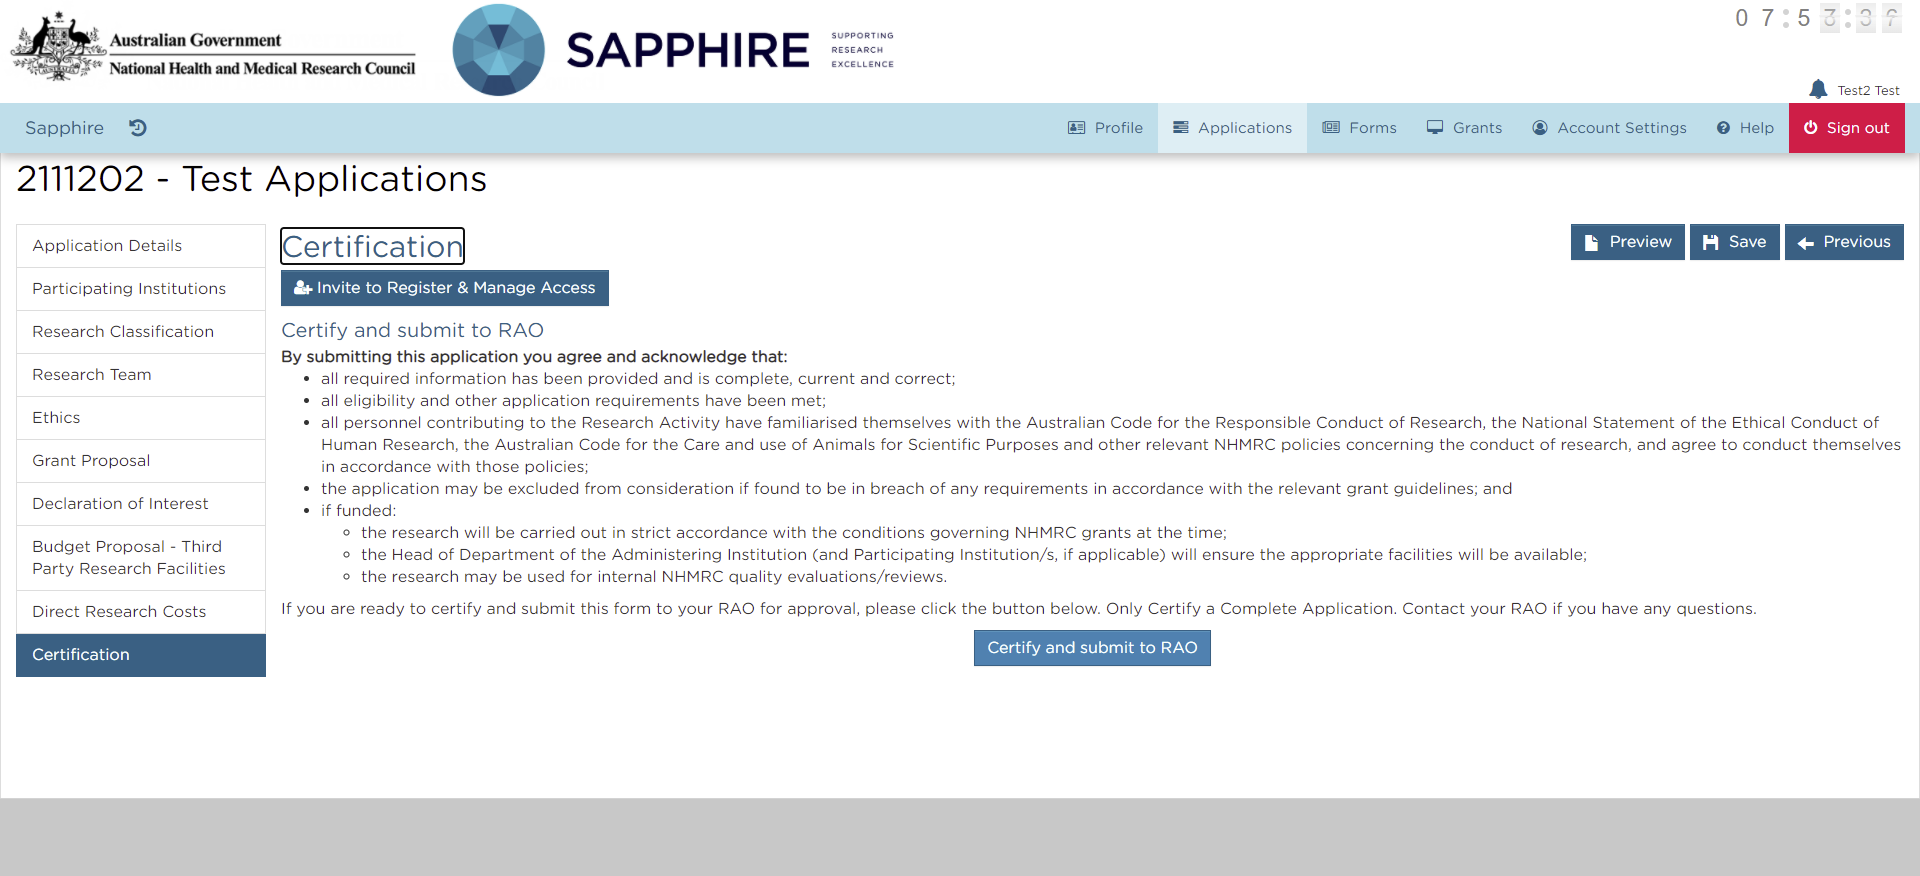 Australian Government
National Health and Medical Research Council
SAPPHIRE
SUPPORTING
RESEARCH
EXCELLENCE
07:5
Test2 Test
Sapphire
Profile
Applications
Forms
Grants
Account Settings
Help
Sign out
2111202 - Test Applications
Application Details
Participating Institutions
Research Classification
Research Team
Ethics
Grant Proposal
Declaration of Interest
Budget Proposal - Third
Party Research Facilities
Direct Research Costs
Certification
Certification
Preview
Save
Previous
Invite to Register & Manage Access
Certify and submit to RAO
By submitting this application you agree and acknowledge that:
• all required information has been provided and is complete, current and correct;
• all eligibility and other application requirements have been met;
• all personnel contributing to the Research Activity have familiarised themselves with the Australian Code for the Responsible Conduct of Research, the National Statement of the Ethical Conduct of
Human Research, the Australian Code for the Care and use of Animals for Scientific Purposes and other relevant NHMRC policies concerning the conduct of research, and agree to conduct themselves
in accordance with those policies;
• the application may be excluded from consideration if found to be in breach of any requirements in accordance with the relevant grant guidelines; and
• if funded:
◦ the research will be carried out in strict accordance with the conditions governing NHMRC grants at the time;
◦ the Head of Department of the Administering Institution (and Participating Institution/s, if applicable) will ensure the appropriate facilities will be available;
◦ the research may be used for internal NHMRC quality evaluations/reviews.
If you are ready to certify and submit this form to your RAO for approval, please click the button below. Only Certify a Complete Application. Contact your RAO if you have any questions.
Certify and submit to RAO